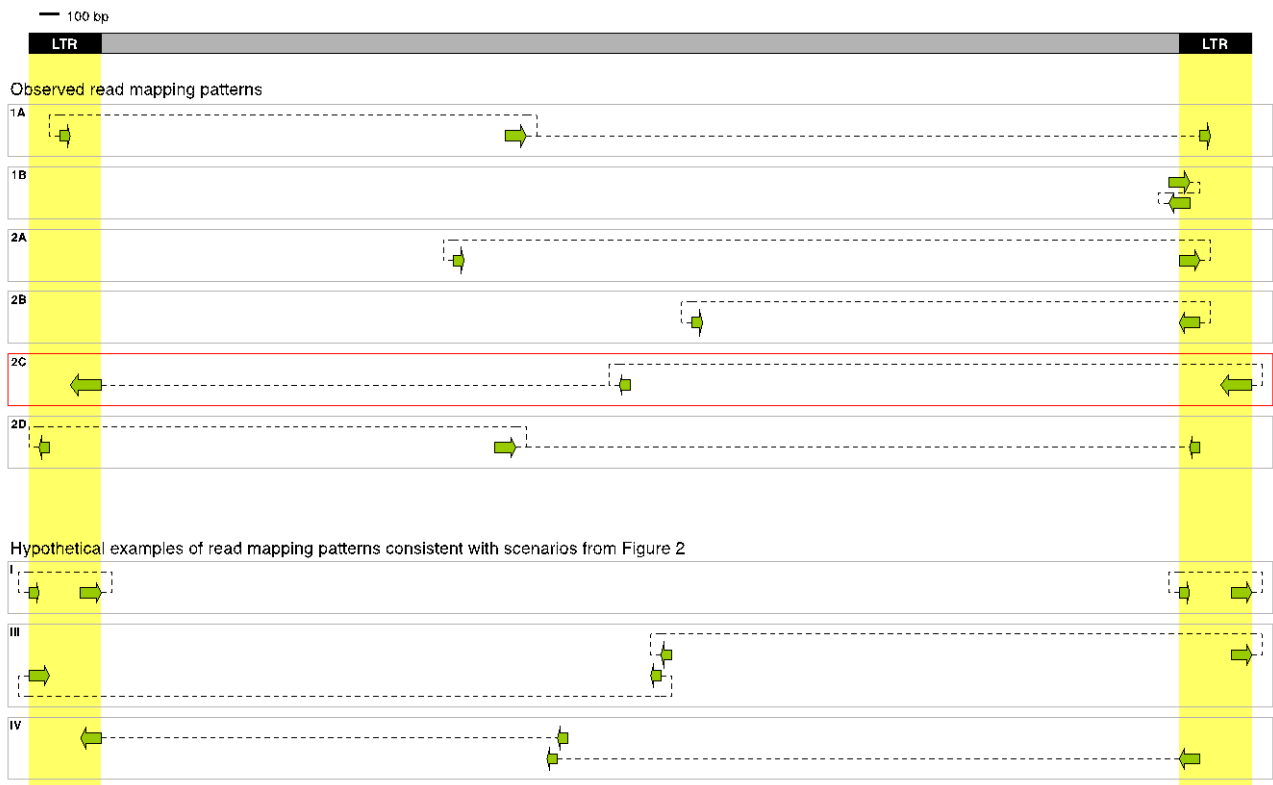 100 bp
LTR LTR
Observed read mapping patterns
1A
1B
2A
2B
2C
2D
Hypothetical examples of read mapping patterns consistent with scenarios from Figure 2
I
III
IV